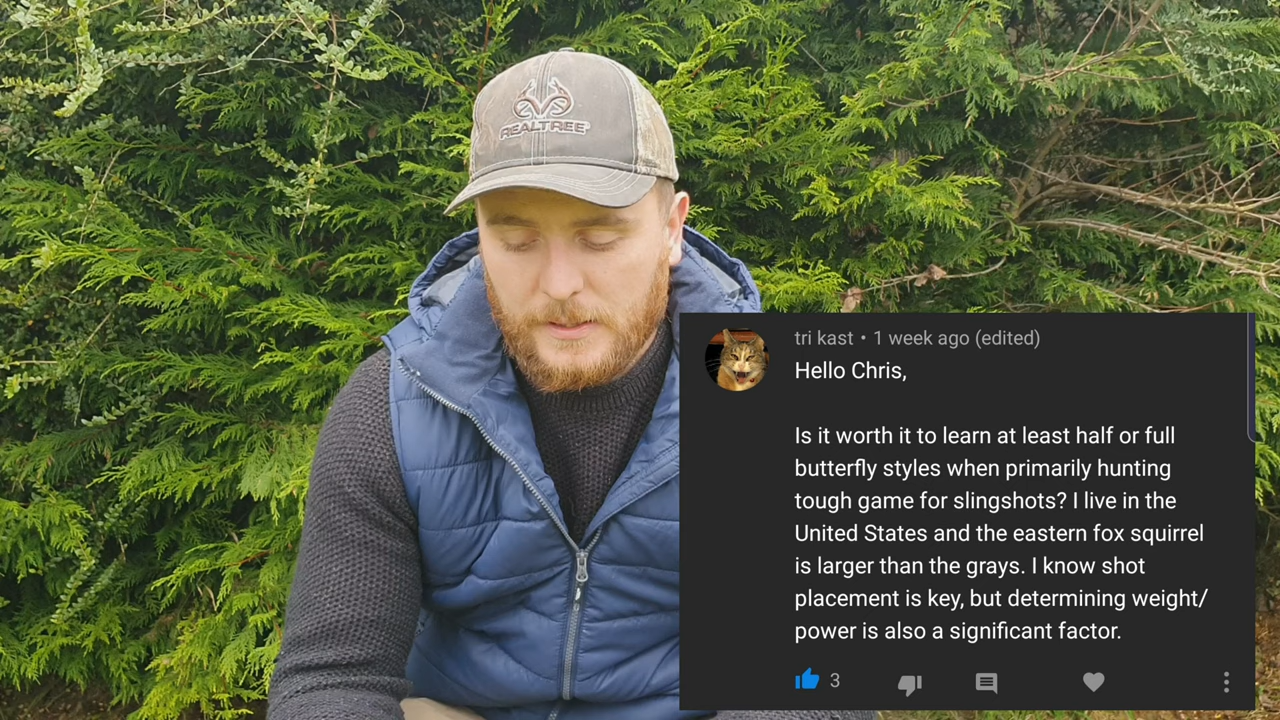 REALTREE
tri kast • 1 week ago (edited)
Hello Chris,
Is it worth it to learn at least half or full
butterfly styles when primarily hunting
tough game for slingshots? I live in the
United States and the eastern fox squirrel
is larger than the grays. I know shot
placement is key, but determining weight/
power is also a significant factor.
3